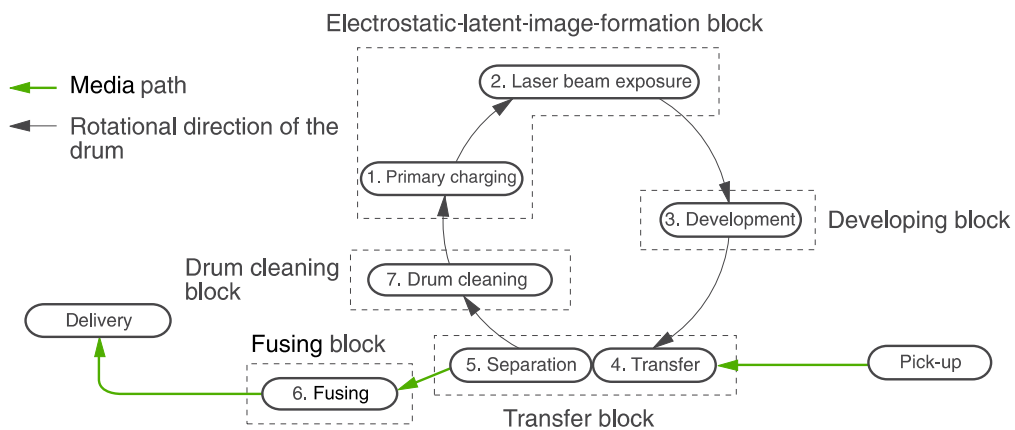 Electrostatic-latent-image-formation block
2. Laser beam exposure
Media path
Rotational direction of the
drum
1. Primary charging
3. Development
Developing block
Drum cleaning
block
7. Drum cleaning
Delivery
Fusing block
5. Separation
4. Transfer
Pick-up
6. Fusing
Transfer block